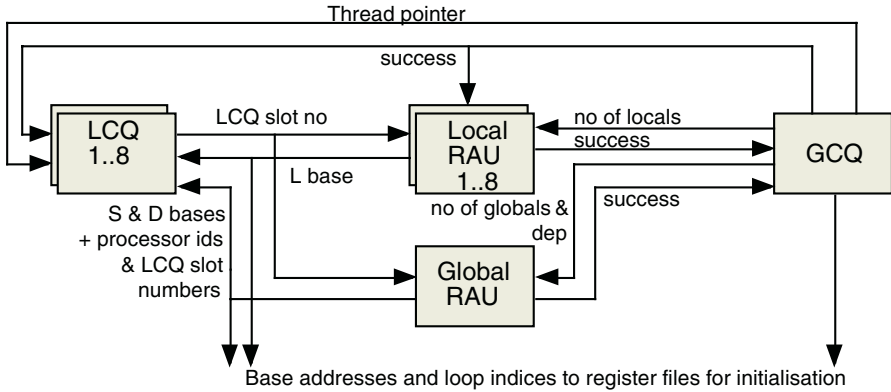 Thread pointer
success
LCQ
1..8
LCQ slot no
L base
Local
RAU
1..8
no of locals
success
GCQ
S & D bases
+ processor ids
& LCQ slot
numbers
no of globals &
dep
success
Global
RAU
Base addresses and loop indices to register files for initialisation